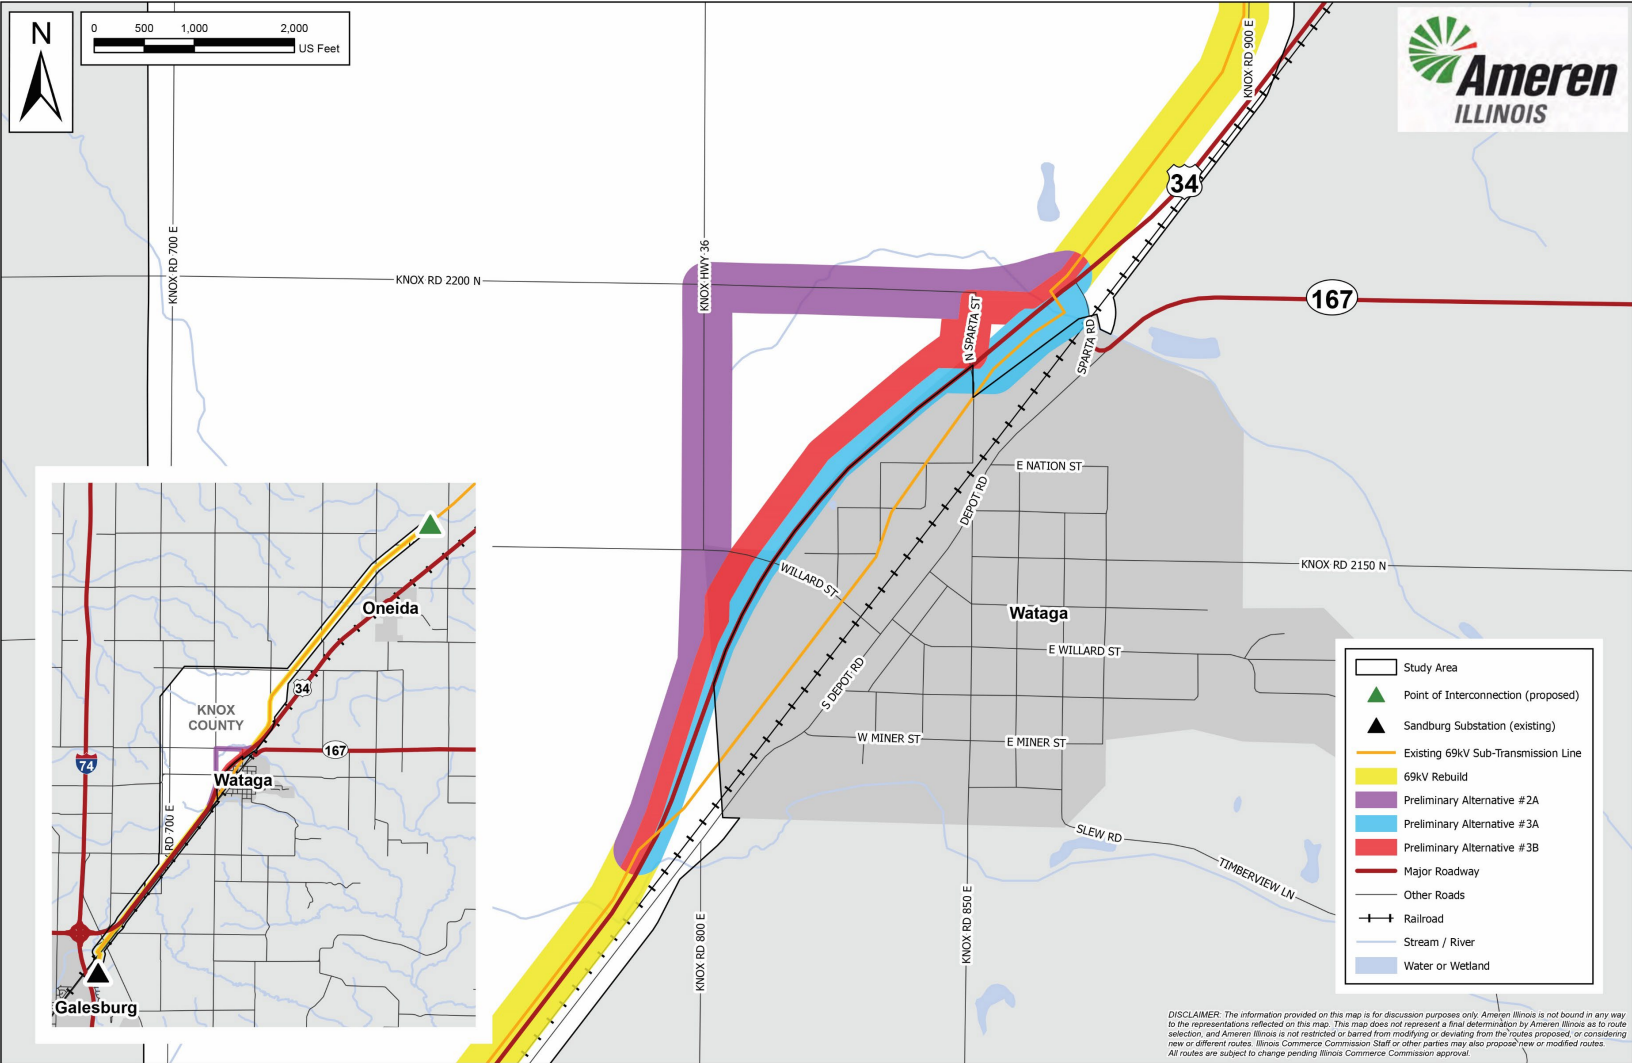 N
0 500 1,000 2,000
US Feet
Ameren
ILLINOIS
KNOX RD 900 E
34
KNOX RD 700 E
KNOX HWY 36
KNOX RD 2200 N
167
N SPARTA ST
SPARTA RD
E NATION ST
DEPOT RD
WILLARD ST
KNOX RD 2150 N
Wataga
E WILLARD ST
S DEPOT RD
W MINER ST
E MINER ST
SLEW RD
TIMBERVIEW LN
KNOX RD 800 E
KNOX RD 850 E
Oneida
34
KNOX
COUNTY
167
74
Wataga
RD 700 E
Galesburg
Study Area
Point of Interconnection (proposed)
Sandburg Substation (existing)
Existing 69kV Sub-Transmission Line
69kV Rebuild
Preliminary Alternative #2A
Preliminary Alternative #3A
Preliminary Alternative #3B
Major Roadway
Other Roads
Railroad
Stream / River
Water or Wetland
DISCLAIMER: The information provided on this map is for discussion purposes only. Ameren Illinois is not bound in any way
to the representations reflected on this map. This map does not represent a final determination by Ameren Illinois as to route
selection, and Ameren Illinois is not restricted or barred from modifying or deviating from the routes proposed, or considering
new or different routes. Illinois Commerce Commission Staff or other parties may also propose new or modified routes.
All routes are subject to change pending Illinois Commerce Commission approval.